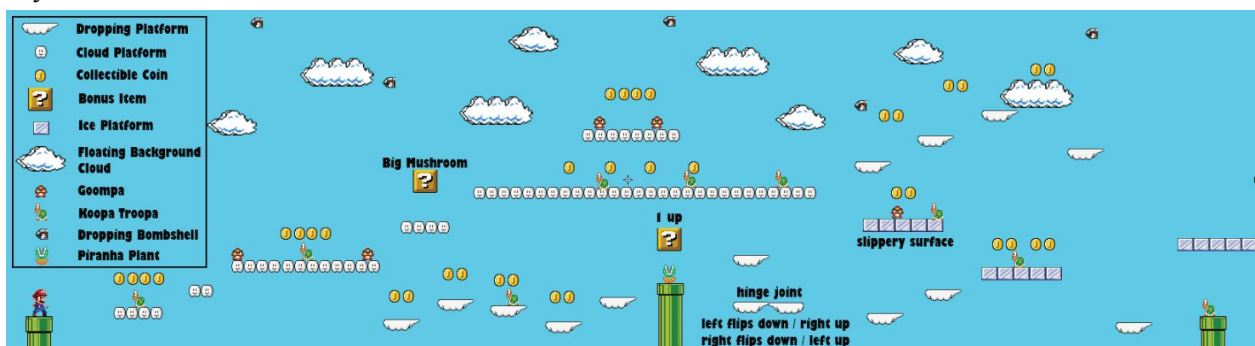 Dropping Platform
Cloud Platform
Collectible Coin
?
Bonus Item
Ice Platform
Floating Background
Cloud
Goompa
Koopa Troopa
Dropping Bombshell
Piranha Plant
Big Mushroom
?
1 up
?
slippery surface
hinge joint
left flips down / right up
right flips down / left up